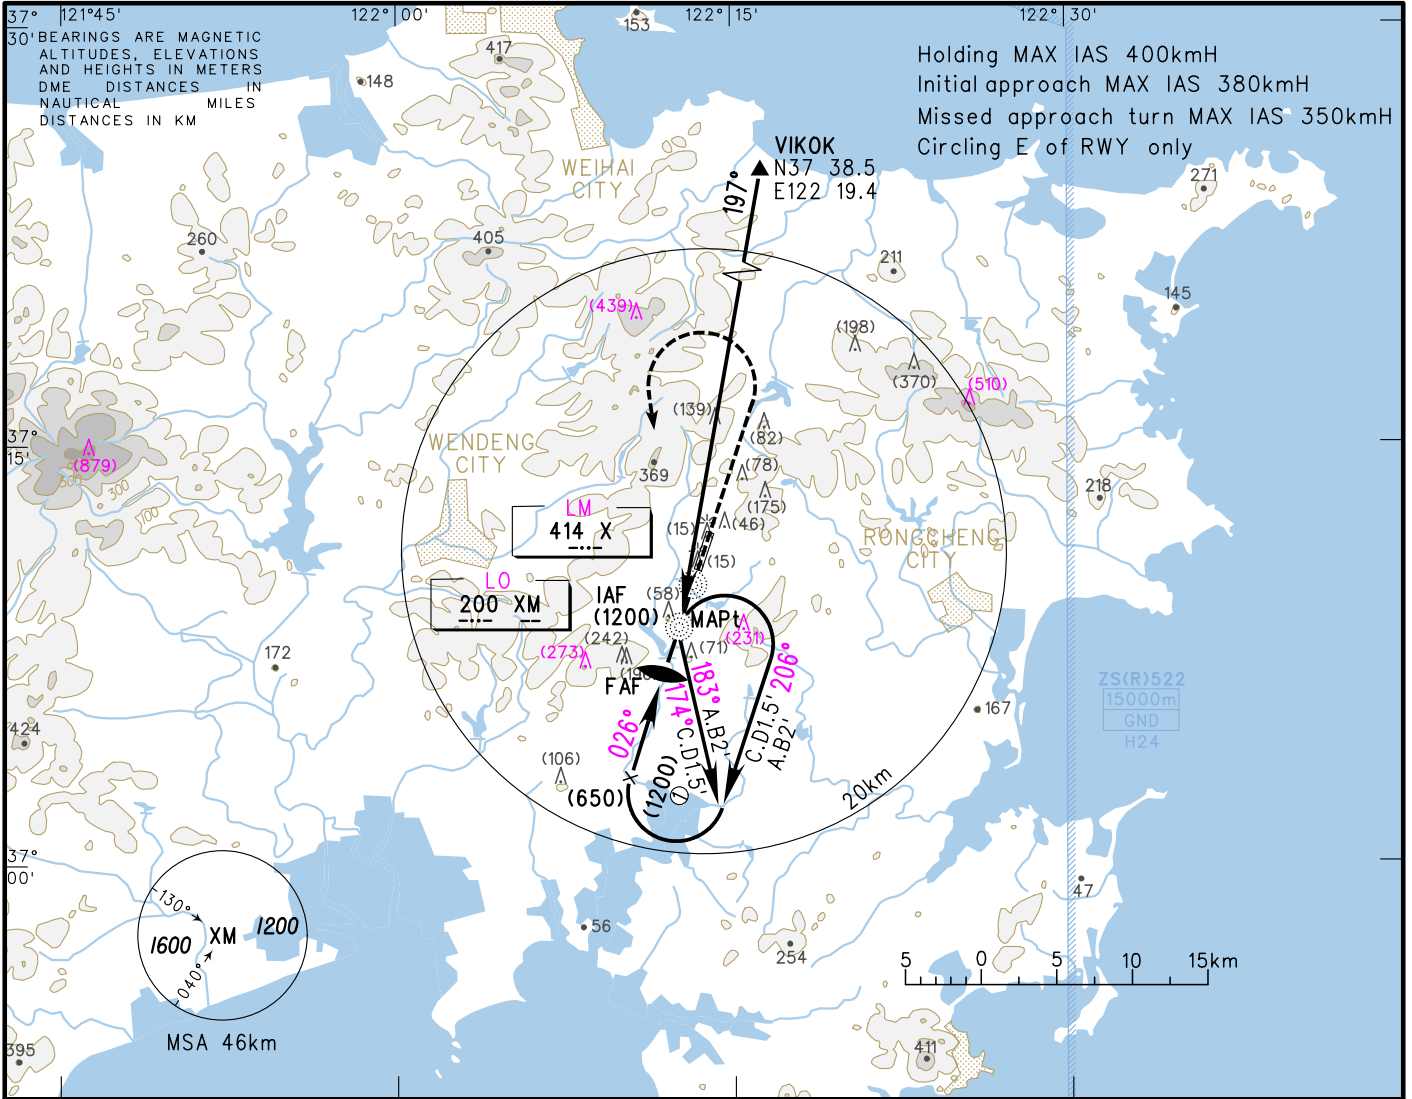 121°45'
122°00'
122°15'
122°30'
37°
30'
BEARINGS ARE MAGNETIC
ALTITUDES, ELEVATIONS
AND HEIGHTS IN METERS
DME DISTANCES IN
NAUTICAL MILES
DISTANCES IN KM
Holding MAX IAS 400kmH
Initial approach MAX IAS 380kmH
Missed approach turn MAX IAS 350kmH
Circling E of RWY only
153
417
148
WEIHAI
CITY
VIKOK
N37 38.5
E122 19.4
197°
271
260
405
211
145
(439)
(198)
(370)
(510)
(139)
(82)
37°
15'
(879)
300
100
WENDENG
CITY
369
(78)
(175)
218
LM
414 X
(15)
(46)
(15)
RONGCHENG
CITY
LO
200 XM
IAF
(1200)
(58)
MAPt
(231)
(71)
(242)
(273)
172
FAF
183°
A.B2'
174°
C.D1.5'
206°
C.D1.5'
A.B2'
026°
ZS(R)522
15000m
GND
H24
167
424
(106)
(650)
(1200)
1
20km
37°
00'
47
130°
1600
XM
1200
040°
MSA 46km
56
254
5 0 5 10 15km
395
411